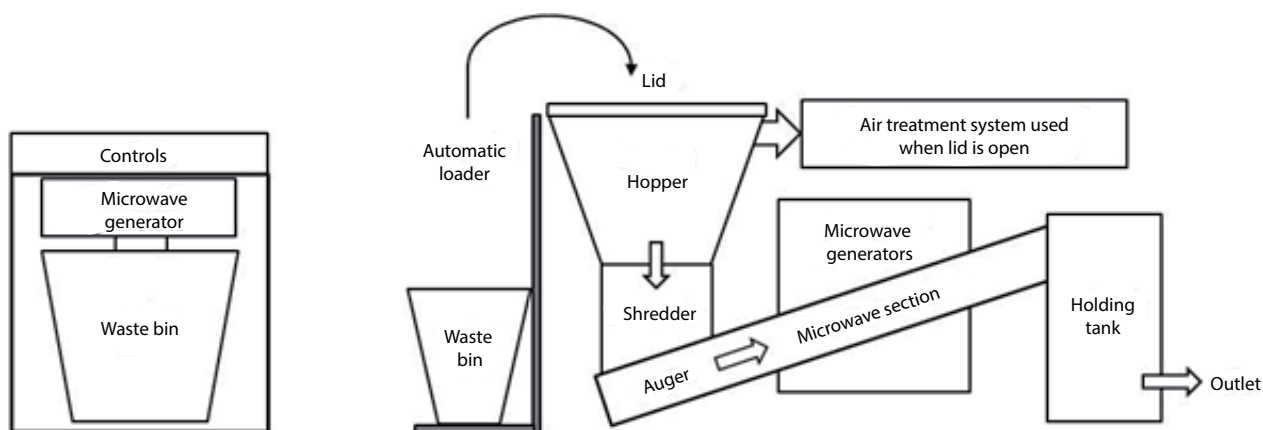 Controls
Microwave
generator
Waste bin
Automatic
loader
Waste
bin
Lid
Hopper
Shredder
Auger
Microwave section
Microwave
generators
Air treatment system used
when lid is open
Holding
tank
Outlet